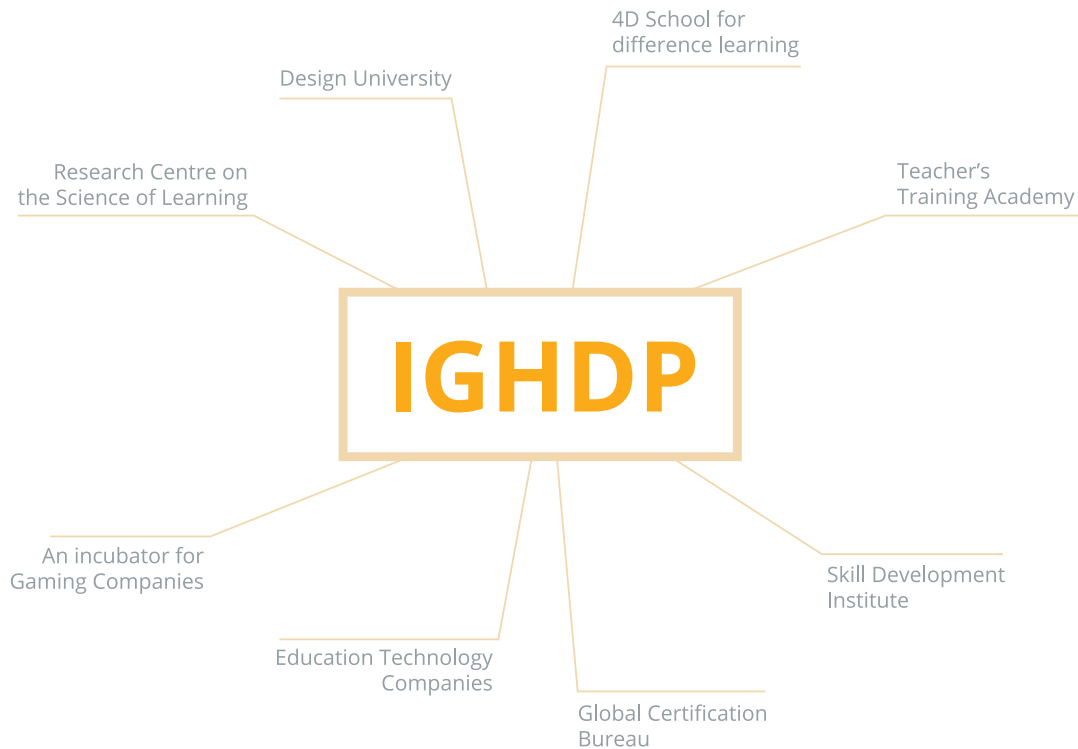 4D School for
difference learning
Design University
Research Centre on
the Science of Learning
Teacher’s
Training Academy
IGHDP
An incubator for
Gaming Companies
Skill Development
Institute
Education Technology
Companies
Global Certification
Bureau